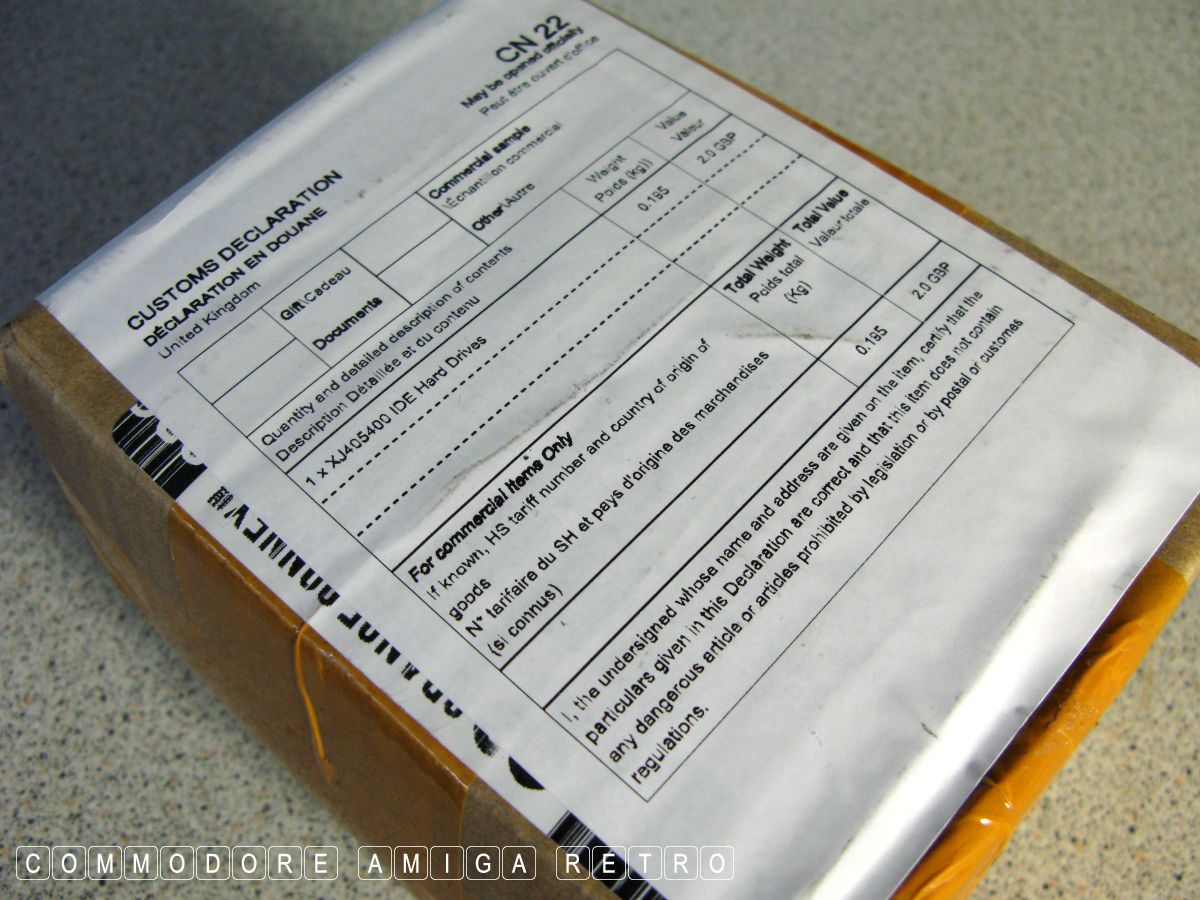 CN 22
May be opened officially
Peut être ouvert d'office
CUSTOMS DECLARATION
DÉCLARATION EN DOUANE
United Kingdom
Gift\Cadeau
Commercial sample
\Échantillon commercial
Documents
Other\Autre
Quantity and detailed description of contents
Description Détaillée et du contenu
Weight
Poids (kg))
Value
Valeur
1 x XJ405400 IDE Hard Drives
0.195
2.0 GBP
For commercial items Only
If known, HS tariff number and country of origin of
goods
N° tarifaire du SH et pays d'origine des marchandises
(si connus)
Total Weight
Poids total
(Kg)
Total Value
Valeur totale
0.195
2.0 GBP
I, the undersigned whose name and address are given on the item, certify that the
particulars given in this Declaration are correct and that this item does not contain
any dangerous article or articles prohibited by legislation or by postal or customes
regulations.
COMMODORE AMIGA RETRO